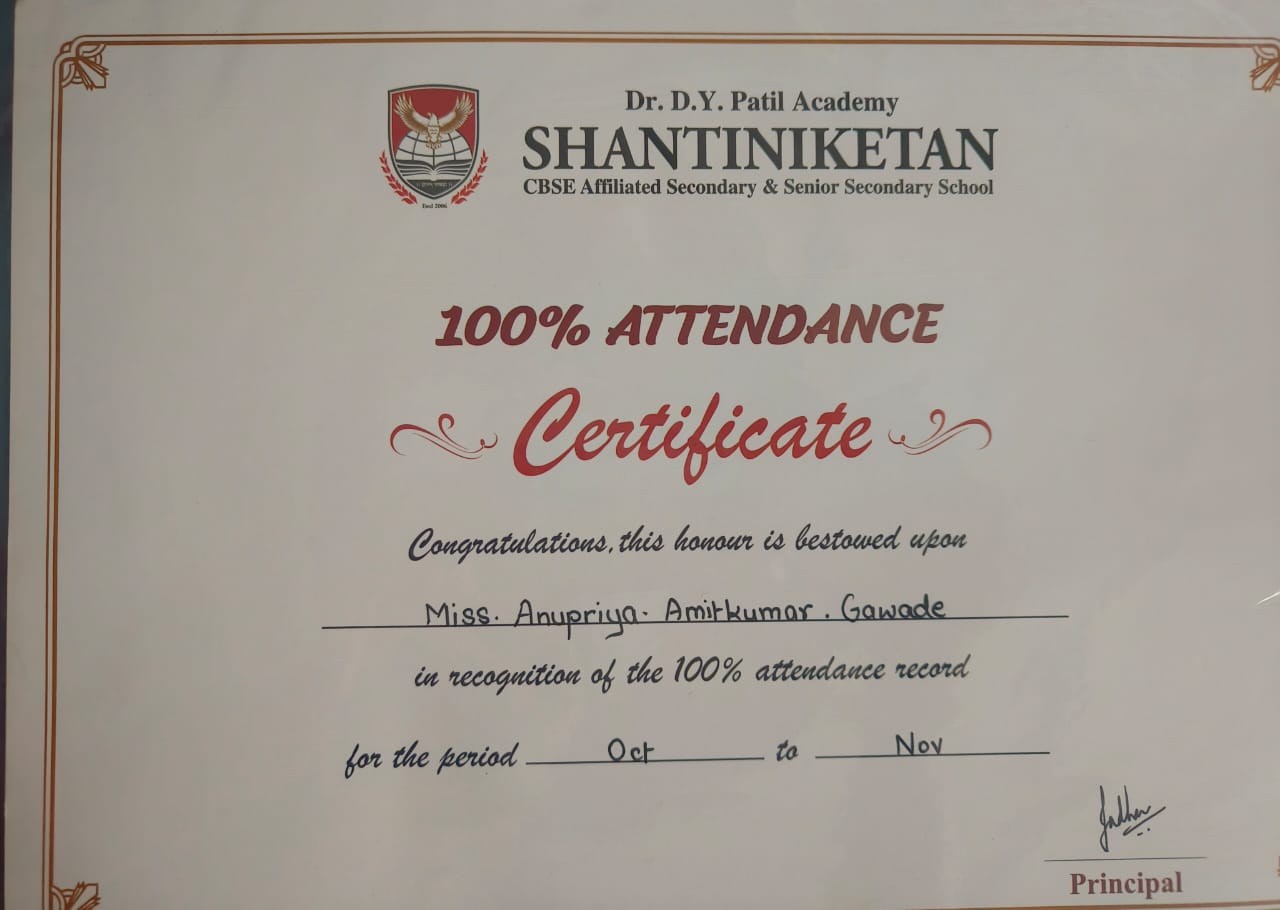 Dr. D.Y. Patil Academy
SHANTINIKETAN
CBSE Affiliated Secondary & Senior Secondary School
Estd 2006
100% ATTENDANCE
Certificate
Congratulations, this honour is bestowed upon
Miss. Anupriya. Amitkumar. Gawade
in recognition of the 100% attendance record
for the period Oct to Nov
Principal